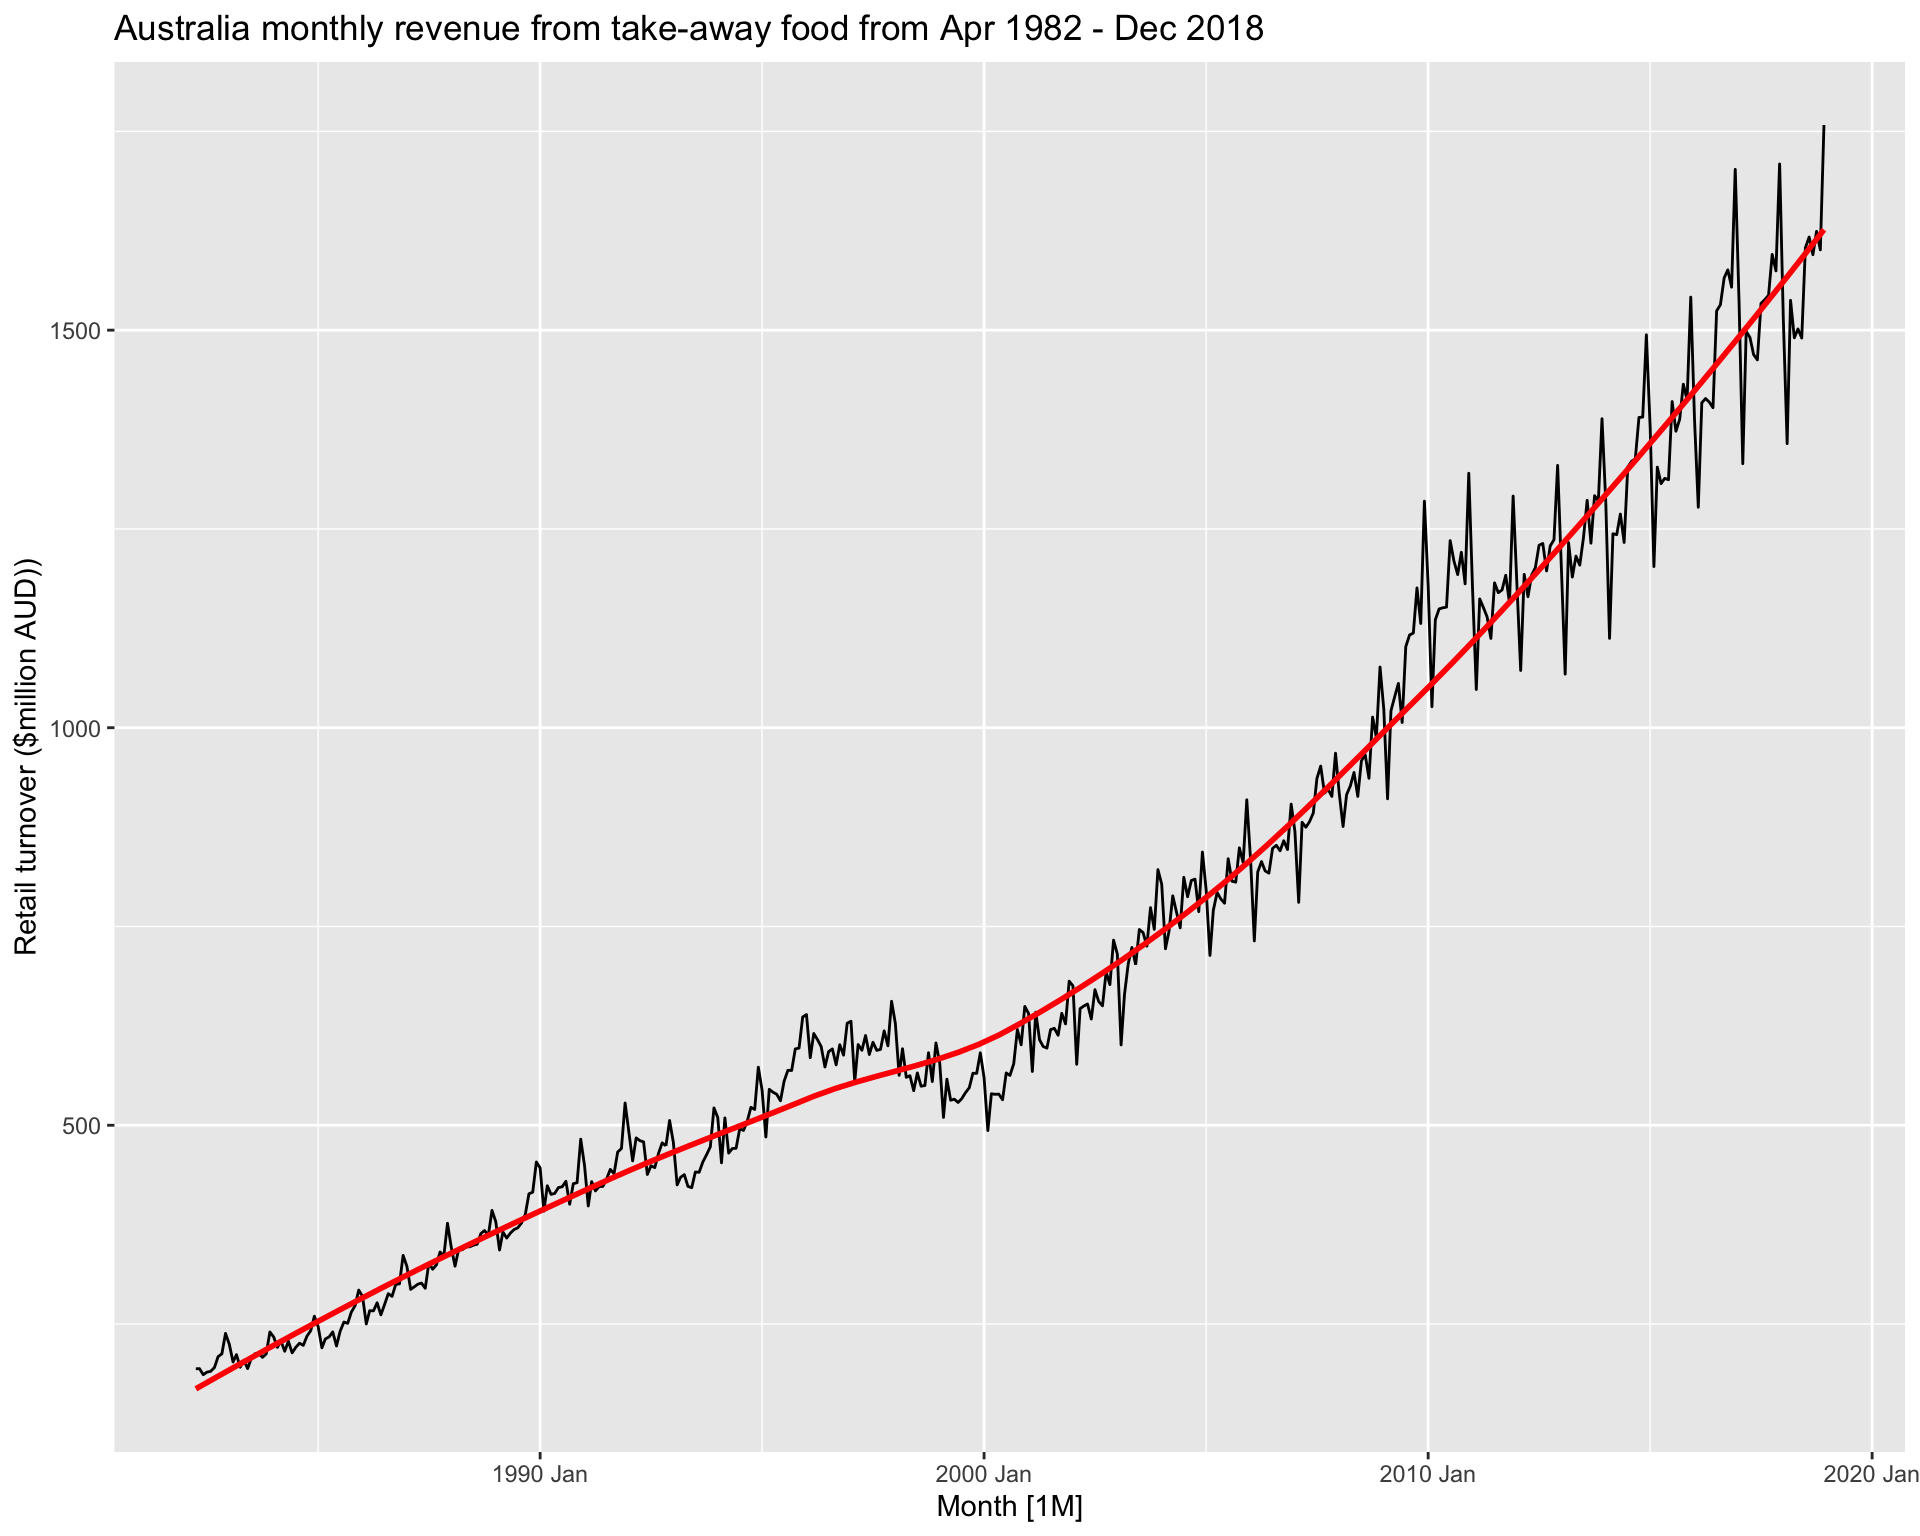 Australia monthly revenue from take-away food from Apr 1982 - Dec 2018
Retail turnover ($million AUD))
1500
1000
500
1990 Jan
2000 Jan
2010 Jan
2020 Jan
Month [1M]